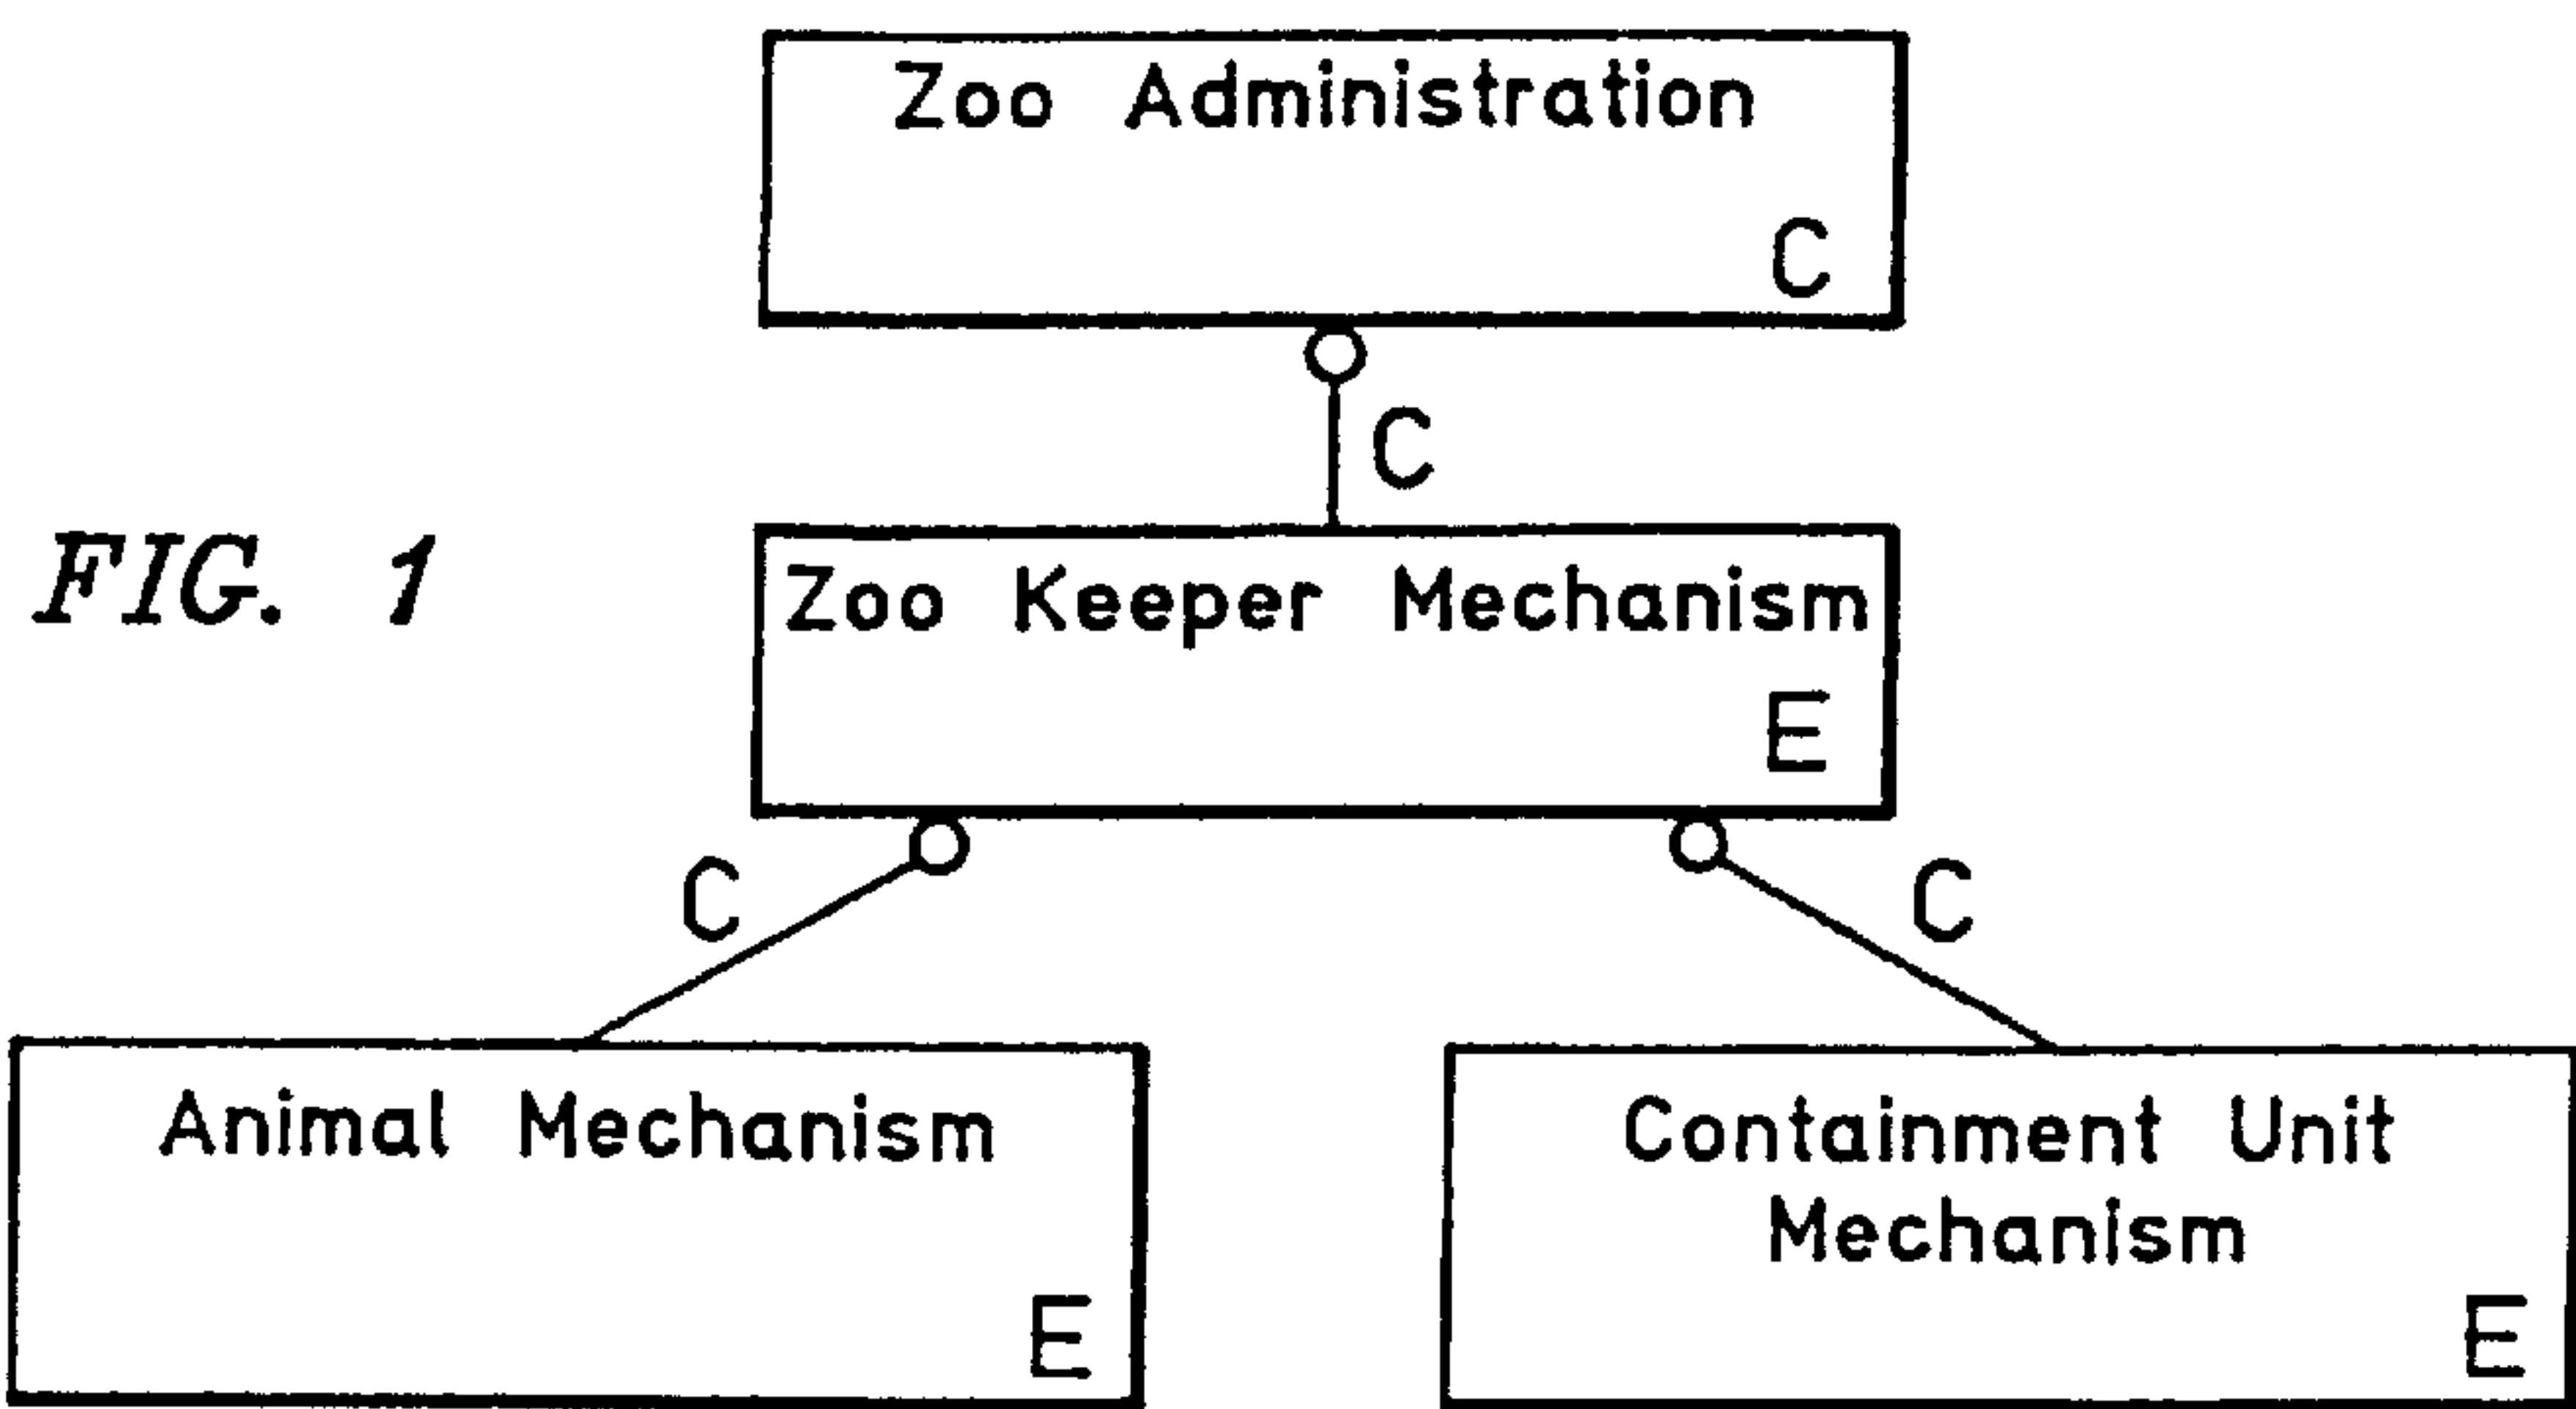 Zoo Administration
C
C
FIG. 1
Zoo Keeper Mechanism
E
C
C
Animal Mechanism
E
Containment Unit
Mechanism
E